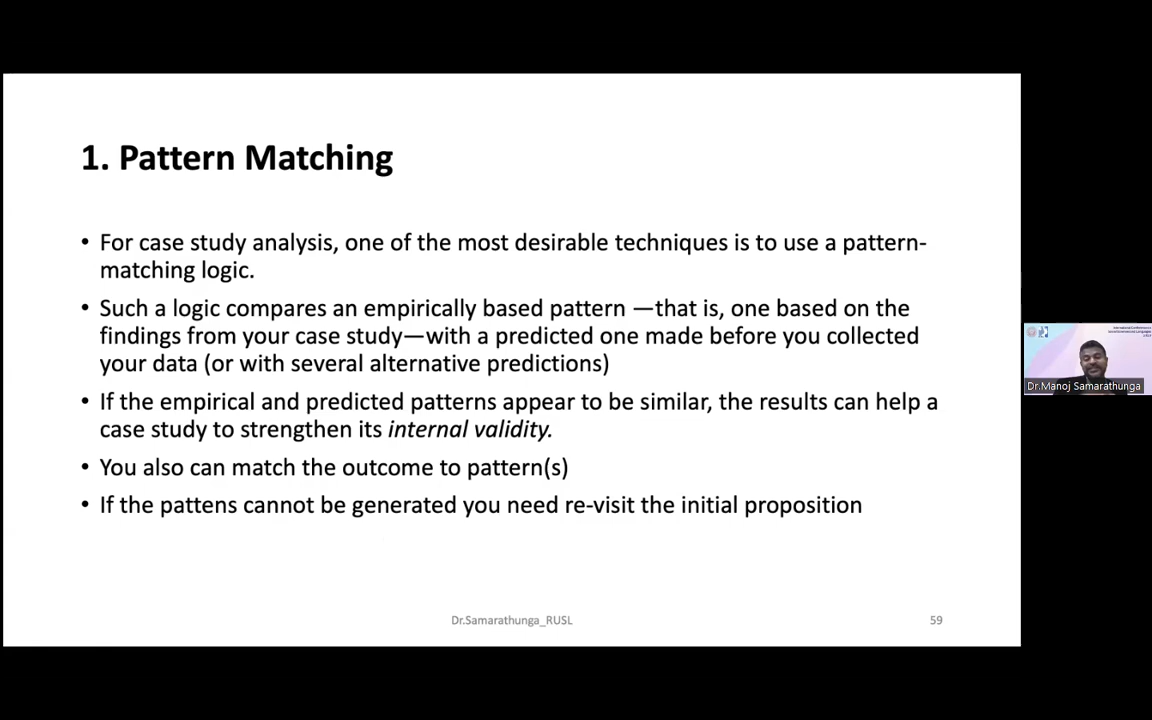 1. Pattern Matching
• For case study analysis, one of the most desirable techniques is to use a pattern-
matching logic.
• Such a logic compares an empirically based pattern —that is, one based on the
findings from your case study—with a predicted one made before you collected
your data (or with several alternative predictions)
• If the empirical and predicted patterns appear to be similar, the results can help a
case study to strengthen its internal validity.
• You also can match the outcome to pattern(s)
• If the pattens cannot be generated you need re-visit the initial proposition
Dr.Samarathunga_RUSL
59
Dr.Manoj Samarathunga